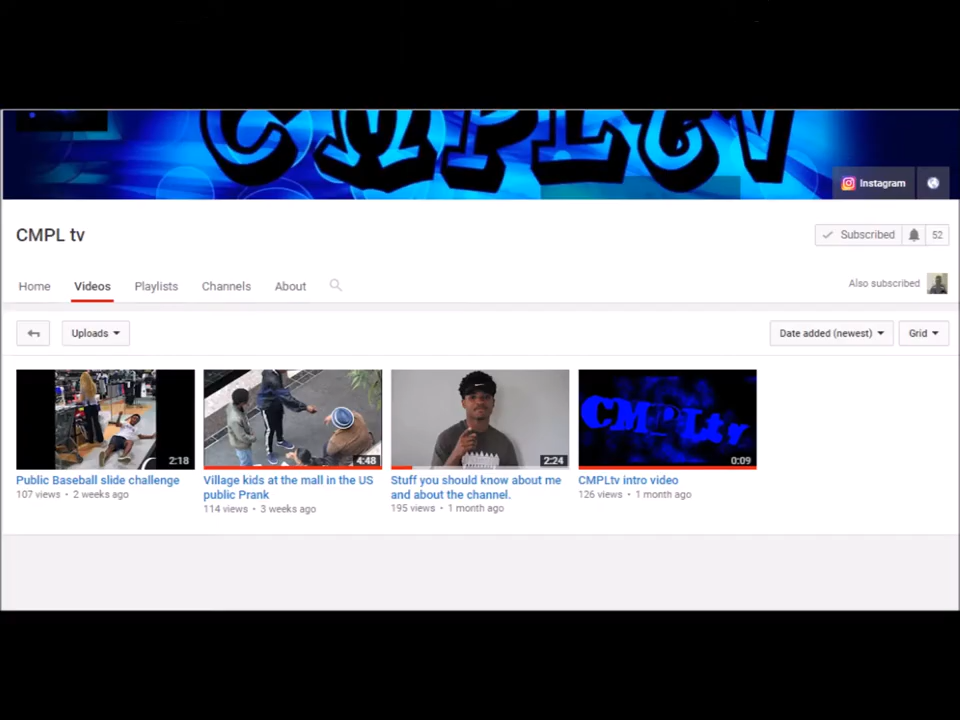 CMPLtv
Instagram
CMPL tv
Subscribed 52
Home Videos Playlists Channels About
Also subscribed
Uploads Date added (newest) Grid
2:18 4:48 2:24 CMPLtv 0:09
Public Baseball slide challenge
107 views • 2 weeks ago
Village kids at the mall in the US
public Prank
114 views • 3 weeks ago
Stuff you should know about me
and about the channel.
195 views • 1 month ago
CMPLtv intro video
126 views • 1 month ago